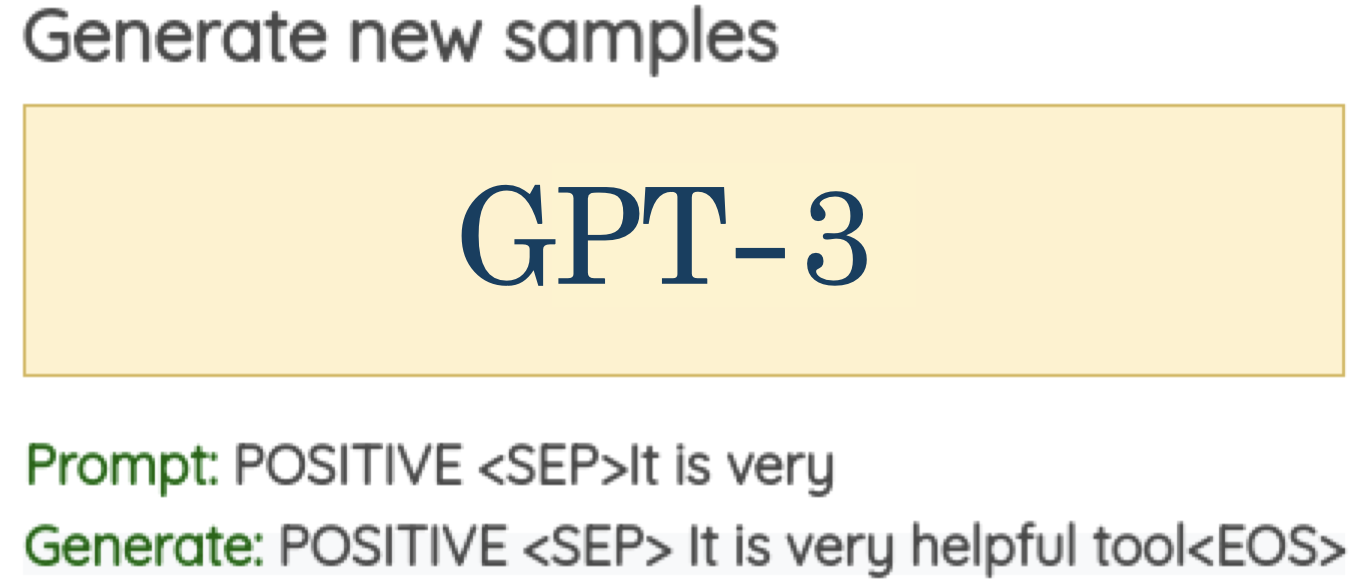 Generate new samples
GPT-3
Prompt: POSITIVE <SEP>It is very
Generate: POSITIVE <SEP> It is very helpful tool<EOS>